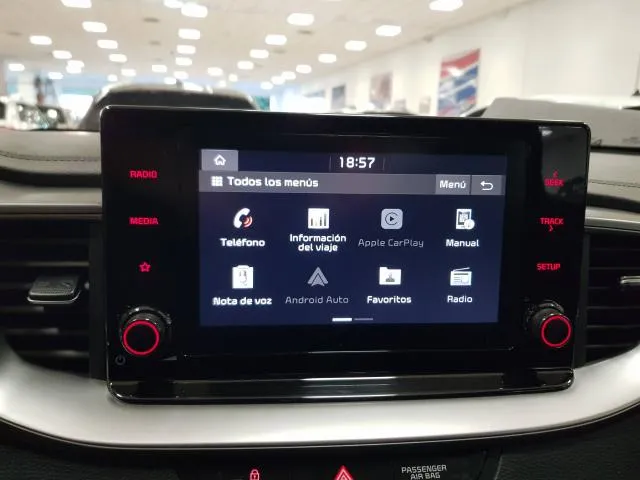 18:57
RADIO
Todos los menús
Menú
SEEK
Teléfono
Información
del viaje
Apple CarPlay
Manual
MEDIA
TRACK
Nota de voz
Android Auto
Favoritos
Radio
SETUP
PASSENGER
AIR BAG